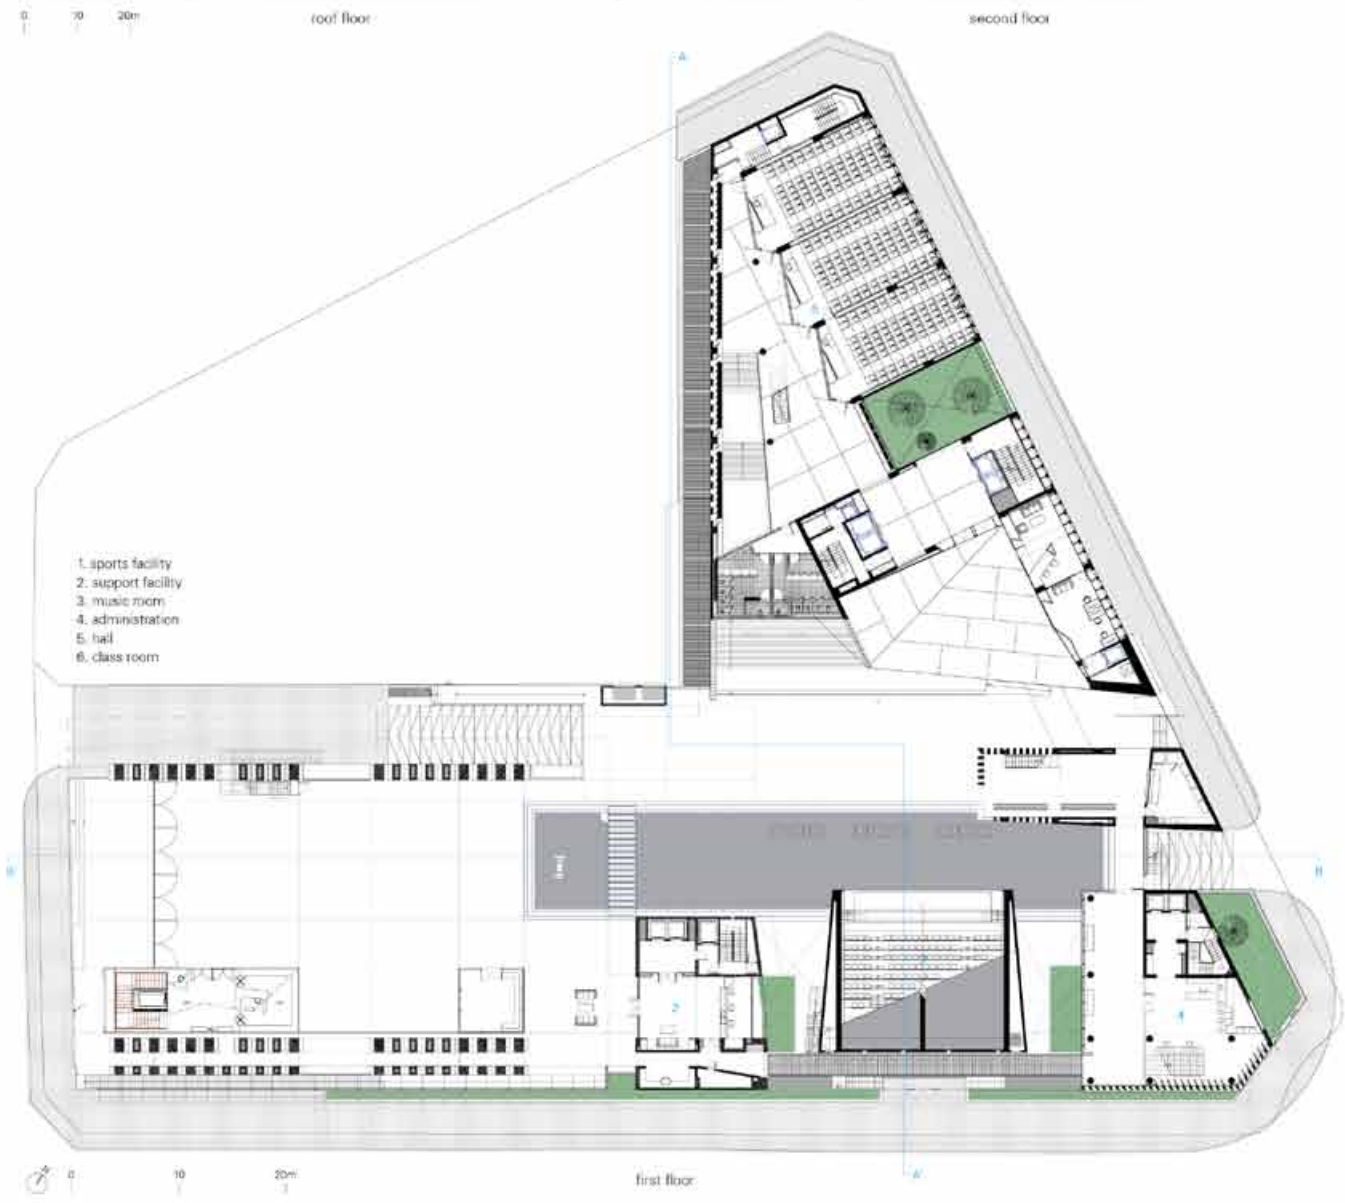 0 10 20m
roof floor
second floor
A
1. sports facility
2. support facility
3. music room
4. administration
5. hall
6. class room
B
2
4
0 10 20m
first floor
A'